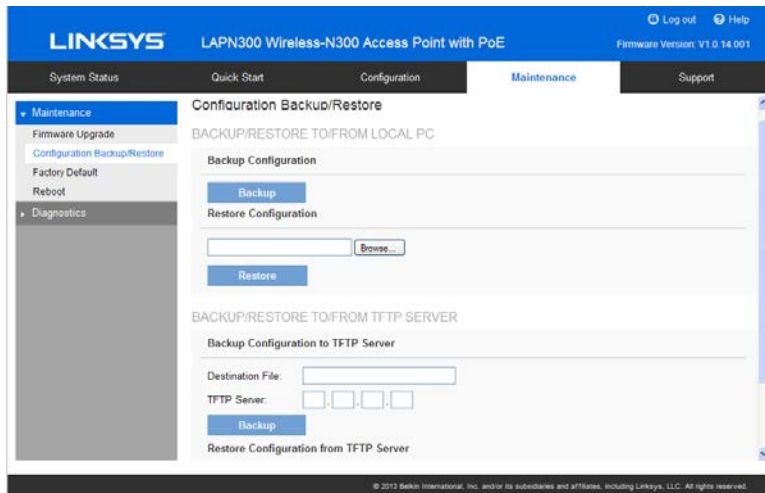 Log out Help
LINKSYS LAPN300 Wireless-N300 Access Point with PoE Firmware Version: V1.0.14.001
System Status Quick Start Configuration Maintenance Support
Maintenance
Firmware Upgrade
Configuration Backup/Restore
Factory Default
Reboot
Diagnostics
Configuration Backup/Restore
BACKUP/RESTORE TO/FROM LOCAL PC
Backup Configuration
Backup
Restore Configuration
Browse...
Restore
BACKUP/RESTORE TO/FROM TFTP SERVER
Backup Configuration to TFTP Server
Destination File:
TFTP Server: . . .
Backup
Restore Configuration from TFTP Server
© 2013 Belkin International, Inc. and/or its subsidiaries and affiliates, including Linksys, LLC. All rights reserved.